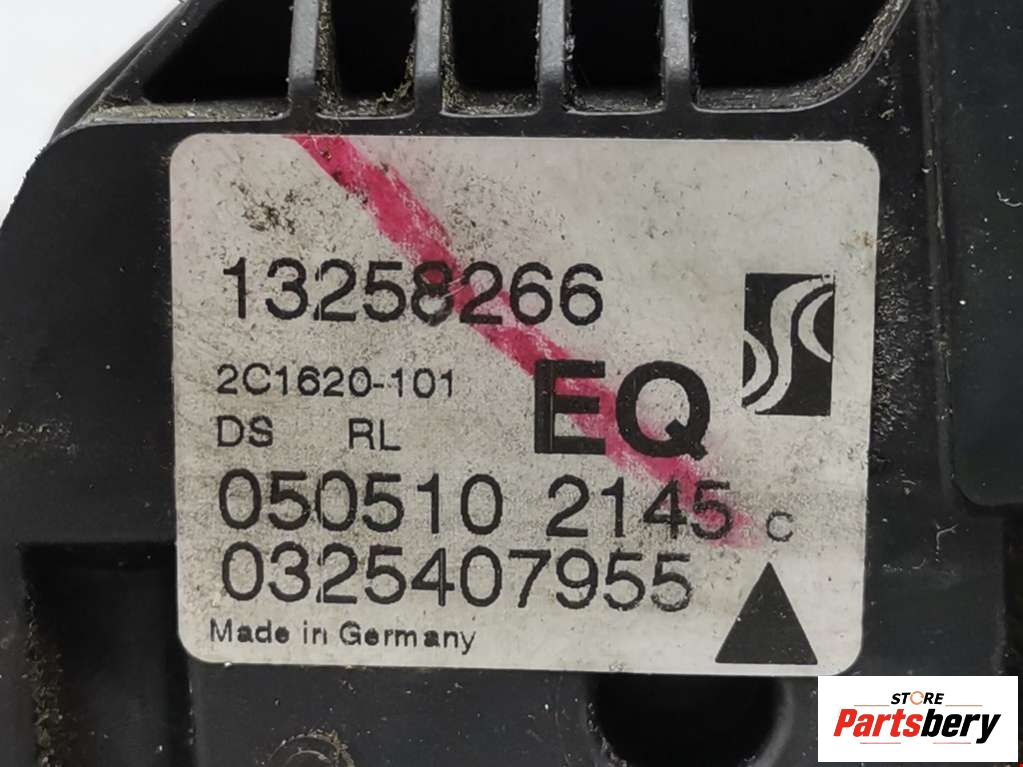 13258266
2C1620-101
EQ
DS RL
050510 2145 C
0325407955
Made in Germany
STORE
Partsbery